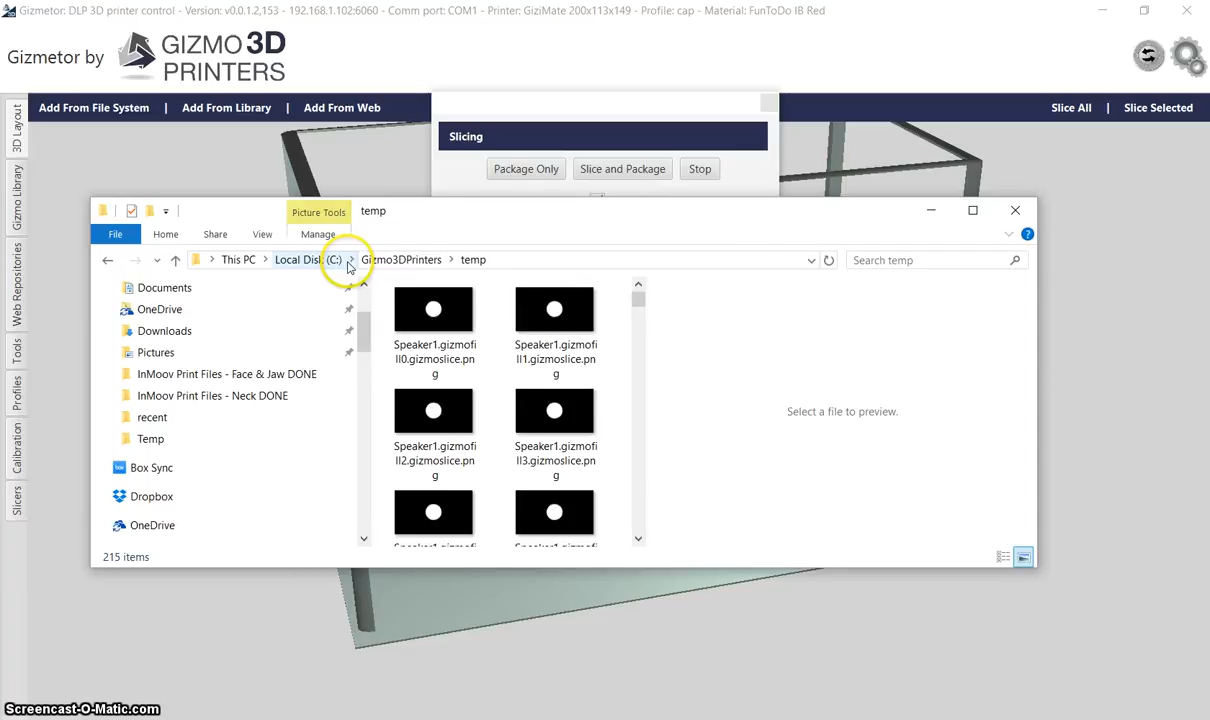 Gizmetor: DLP 3D printer control - Version: v0.0.1.2,153 - 192.168.1.102:6060 - Comm port: COM1 - Printer: GiziMate 200x113x149 - Profile: cap - Material: FunToDo IB Red
Gizmetor by
GIZMO 3D
PRINTERS
Add From File System | Add From Library | Add From Web
Slice All | Slice Selected
3D Layout
Gizmo Library
Web Repositories
Tools
Profiles
Calibration
Slicers
Slicing
Package Only
Slice and Package
Stop
Picture Tools
temp
File
Home
Share
View
Manage
This PC
Local Disk (C:)
Gizmo3DPrinters
temp
Search temp
Documents
OneDrive
Downloads
Pictures
InMoov Print Files - Face & Jaw DONE
InMoov Print Files - Neck DONE
recent
Temp
Box Sync
Dropbox
OneDrive
Speaker1.gizmofi
ll0.gizmoslice.pn
g
Speaker1.gizmofi
ll1.gizmoslice.pn
g
Speaker1.gizmofi
ll2.gizmoslice.pn
g
Speaker1.gizmofi
ll3.gizmoslice.pn
g
Select a file to preview.
215 items
Screencast-O-Matic.com